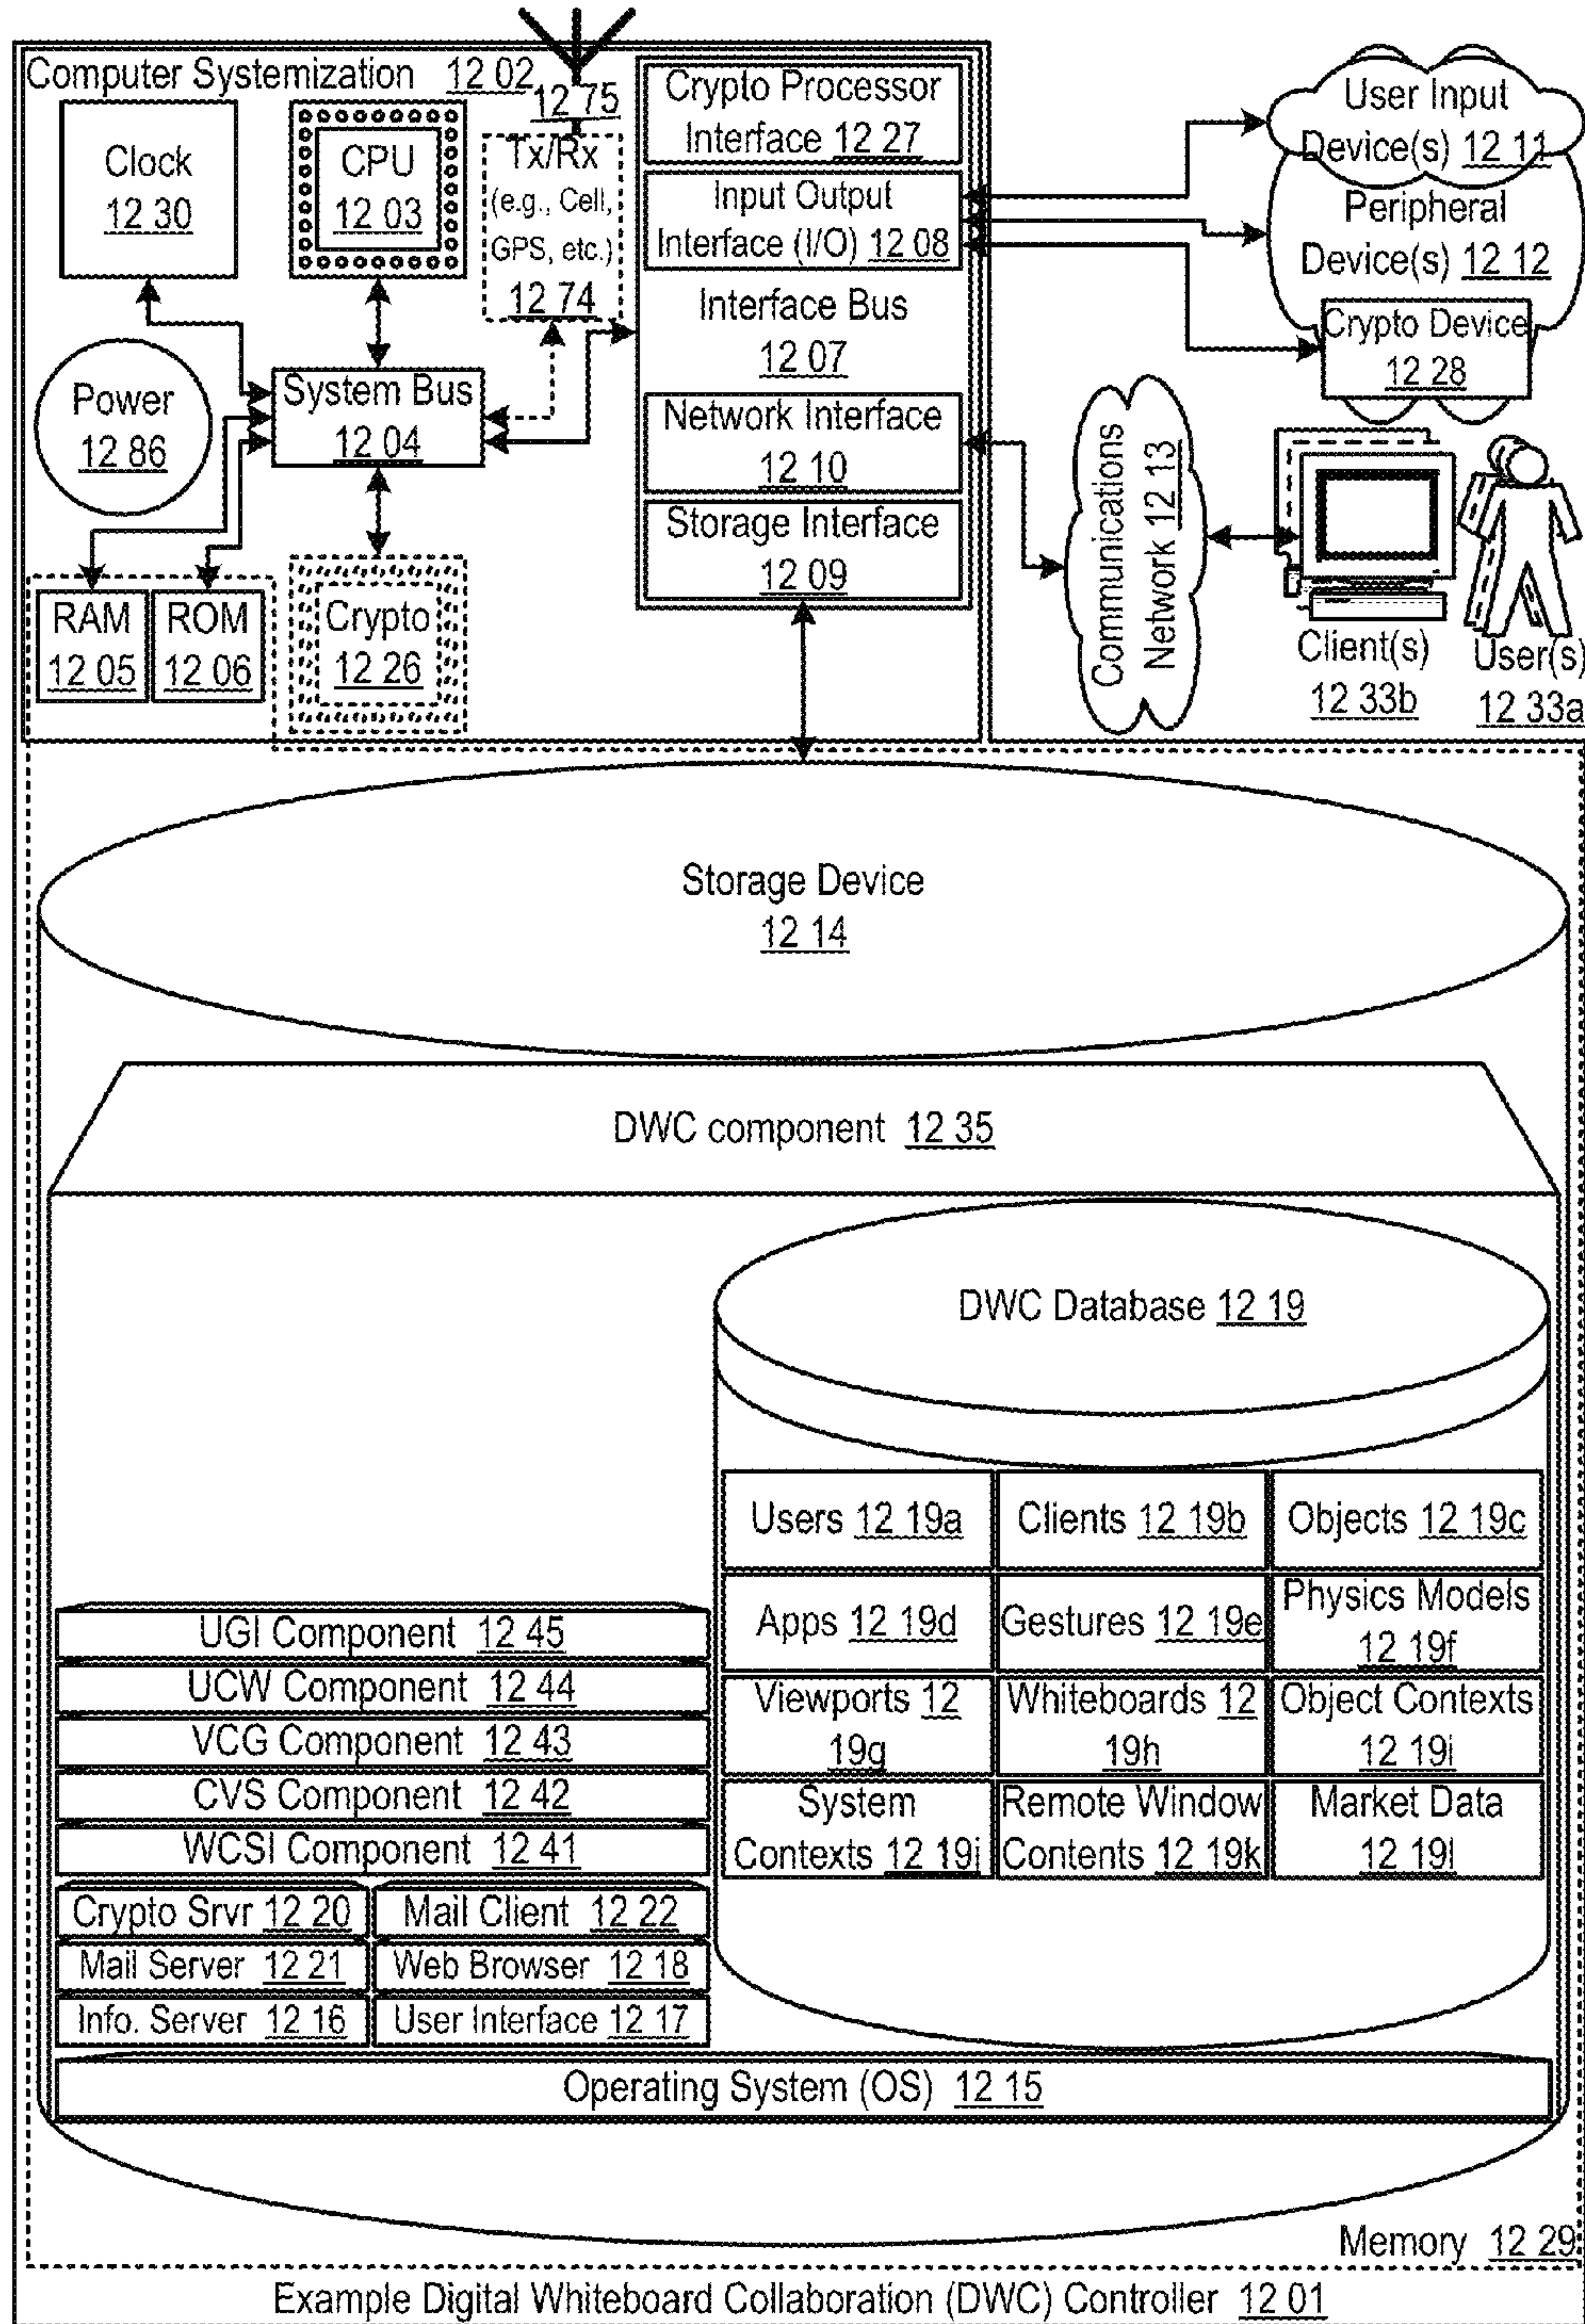 Computer Systemization 12 02
12 75
Clock
12 30
CPU
12 03
Tx/Rx
(e.g., Cell,
GPS, etc.)
12 74
Crypto Processor
Interface 12 27
Input Output
Interface (I/O) 12 08
Interface Bus
12 07
Network Interface
12 10
Storage Interface
12 09
User Input
Device(s) 12 11
Peripheral
Device(s) 12 12
Crypto Device
12 28
Power
12 86
System Bus
12 04
RAM
12 05
ROM
12 06
Crypto
12 26
Communications
Network 12 13
Client(s)
12 33b
User(s)
12 33a
Storage Device
12 14
DWC component 12 35
DWC Database 12 19
Users 12 19a
Clients 12 19b
Objects 12 19c
Apps 12 19d
Gestures 12 19e
Physics Models
12 19f
Viewports 12
19g
Whiteboards 12
19h
Object Contexts
12 19i
System
Contexts 12 19j
Remote Window
Contents 12 19k
Market Data
12 19l
UGI Component 12 45
UCW Component 12 44
VCG Component 12 43
CVS Component 12 42
WCSI Component 12 41
Crypto Srvr 12 20
Mail Client 12 22
Mail Server 12 21
Web Browser 12 18
Info. Server 12 16
User Interface 12 17
Operating System (OS) 12 15
Memory 12 29
Example Digital Whiteboard Collaboration (DWC) Controller 12 01